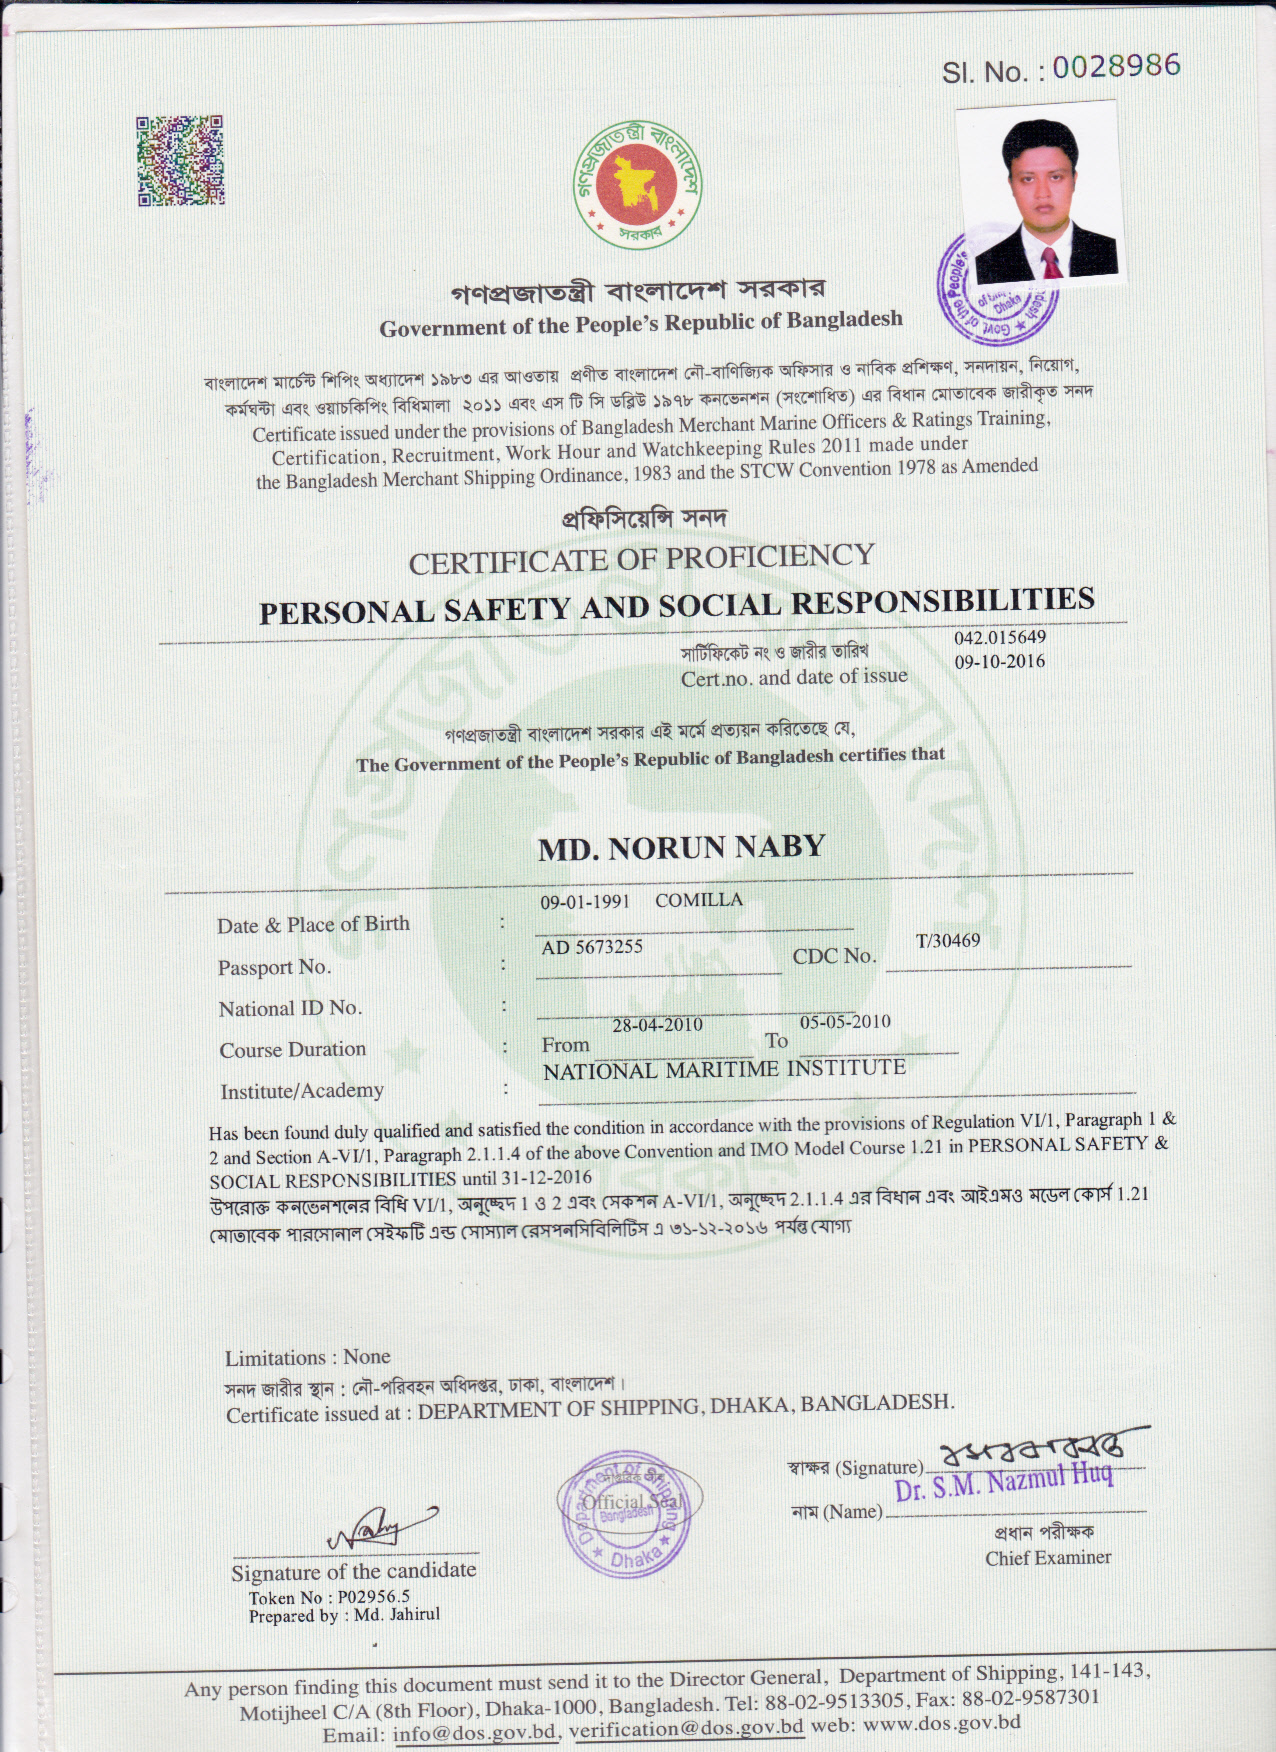 Sl. No. : 0028986
গণপ্রজাতন্ত্রী বাংলাদেশ
সরকার
গণপ্রজাতন্ত্রী বাংলাদেশ সরকার
Government of the People's Republic of Bangladesh
বাংলাদেশ মার্চেন্ট শিপিং অধ্যাদেশ ১৯৮৩ এর আওতায় প্রণীত বাংলাদেশ নৌ-বাণিজ্যিক অফিসার ও নাবিক প্রশিক্ষণ, সনদায়ন, নিয়োগ,
কর্মঘন্টা এবং ওয়াচকিপিং বিধিমালা ২০১১ এবং এস টি সি ডব্লিউ ১৯৭৮ কনভেনশন (সংশোধিত) এর বিধান মোতাবেক জারীকৃত সনদ
Certificate issued under the provisions of Bangladesh Merchant Marine Officers & Ratings Training,
Certification, Recruitment, Work Hour and Watchkeeping Rules 2011 made under
the Bangladesh Merchant Shipping Ordinance, 1983 and the STCW Convention 1978 as Amended
প্রফিসিয়েন্সি সনদ
CERTIFICATE OF PROFICIENCY
PERSONAL SAFETY AND SOCIAL RESPONSIBILITIES
সার্টিফিকেট নং ও জারীর তারিখ 042.015649
Cert.no. and date of issue 09-10-2016
গণপ্রজাতন্ত্রী বাংলাদেশ সরকার এই মর্মে প্রত্যয়ন করিতেছে যে,
The Government of the People's Republic of Bangladesh certifies that
MD. NORUN NABY
Date & Place of Birth : 09-01-1991 COMILLA
Passport No. : AD 5673255 CDC No. T/30469
National ID No. :
Course Duration : From 28-04-2010 To 05-05-2010
Institute/Academy : NATIONAL MARITIME INSTITUTE
Has been found duly qualified and satisfied the condition in accordance with the provisions of Regulation VI/1, Paragraph 1 &
2 and Section A-VI/1, Paragraph 2.1.1.4 of the above Convention and IMO Model Course 1.21 in PERSONAL SAFETY &
SOCIAL RESPONSIBILITIES until 31-12-2016
উপরোক্ত কনভেনশনের বিধি VI/1, অনুচ্ছেদ 1 ও 2 এবং সেকশন A-VI/1, অনুচ্ছেদ 2.1.1.4 এর বিধান এবং আইএমও মডেল কোর্স 1.21
মোতাবেক পারসোনাল সেইফটি এন্ড সোস্যাল রেসপনসিবিলিটিস এ ৩১-১২-২০১৬ পর্যন্ত যোগ্য
Limitations : None
সনদ জারীর স্থান : নৌ-পরিবহন অধিদপ্তর, ঢাকা, বাংলাদেশ।
Certificate issued at : DEPARTMENT OF SHIPPING, DHAKA, BANGLADESH.
স্বাক্ষর (Signature)
Dr. S.M. Nazmul Huq
নাম (Name)
প্রধান পরীক্ষক
Chief Examiner
Official Seal
Department of Shipping
Bangladesh
Dhaka
Naby
Signature of the candidate
Token No : P02956.5
Prepared by : Md. Jahirul
Any person finding this document must send it to the Director General, Department of Shipping, 141-143,
Motijheel C/A (8th Floor), Dhaka-1000, Bangladesh. Tel: 88-02-9513305, Fax: 88-02-9587301
Email: info@dos.gov.bd, verification@dos.gov.bd web: www.dos.gov.bd